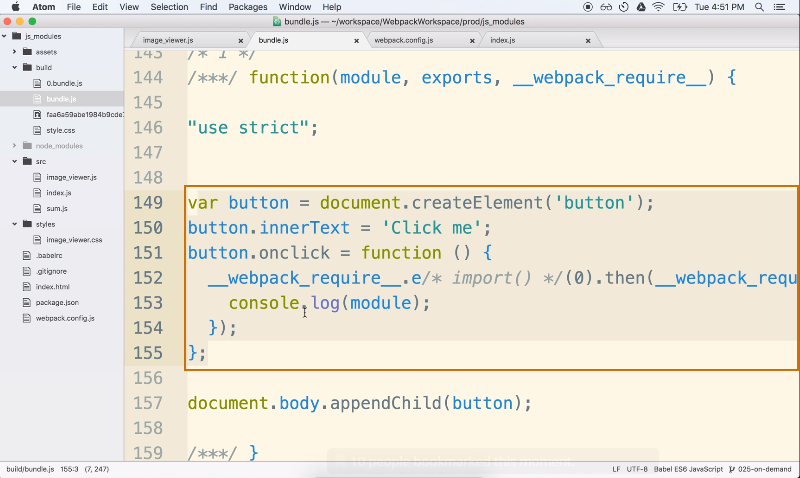 Atom File Edit View Selection Find Packages Window Help Tue 4:51 PM
bundle.js — ~/workspace/WebpackWorkspace/prod/js_modules
js_modules
assets
build
0.bundle.js
bundle.js
faa6a59abe1984b9cde7
style.css
node_modules
src
image_viewer.js
index.js
sum.js
styles
image_viewer.css
.babelrc
.gitignore
index.html
package.json
webpack.config.js
image_viewer.js bundle.js webpack.config.js index.js
143 /* 1 */
144 /***/ function(module, exports, __webpack_require__) {
145
146 "use strict";
147
148
149 var button = document.createElement('button');
150 button.innerText = 'Click me';
151 button.onclick = function () {
152 __webpack_require__.e/* import() */(0).then(__webpack_requ
153 console.log(module);
154 });
155 };
156
157 document.body.appendChild(button);
158
159 /***/ }
10 people bookmarked this moment.
build/bundle.js 155:3 (7, 247) LF UTF-8 Babel ES6 JavaScript 025-on-demand